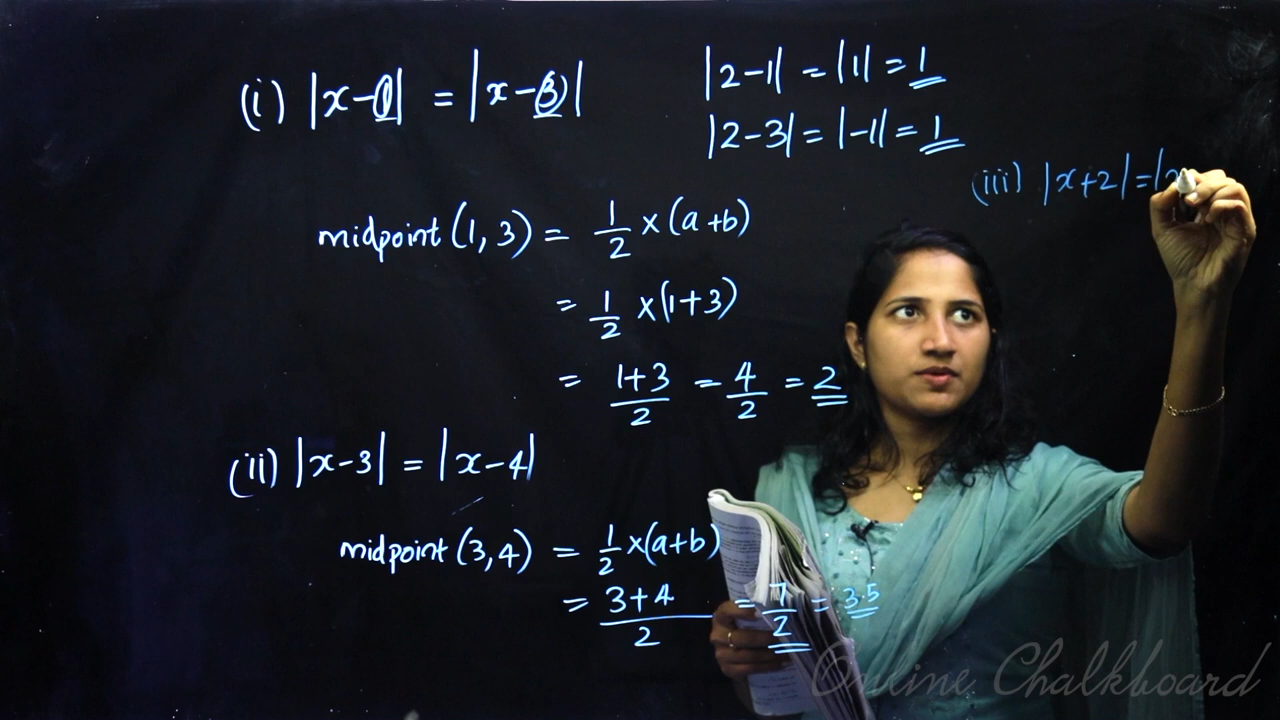 (i) |x-1| = |x-3|
|2-1| = |1| = 1
|2-3| = |-1| = 1
(iii) |x+2| = |x
midpoint (1, 3) = 1/2 × (a+b)
= 1/2 × (1+3)
= 1+3/2 = 4/2 = 2
(ii) |x-3| = |x-4|
midpoint (3, 4) = 1/2 × (a+b)
= 3+4/2 = 7/2 = 3.5
Online Chalkboard